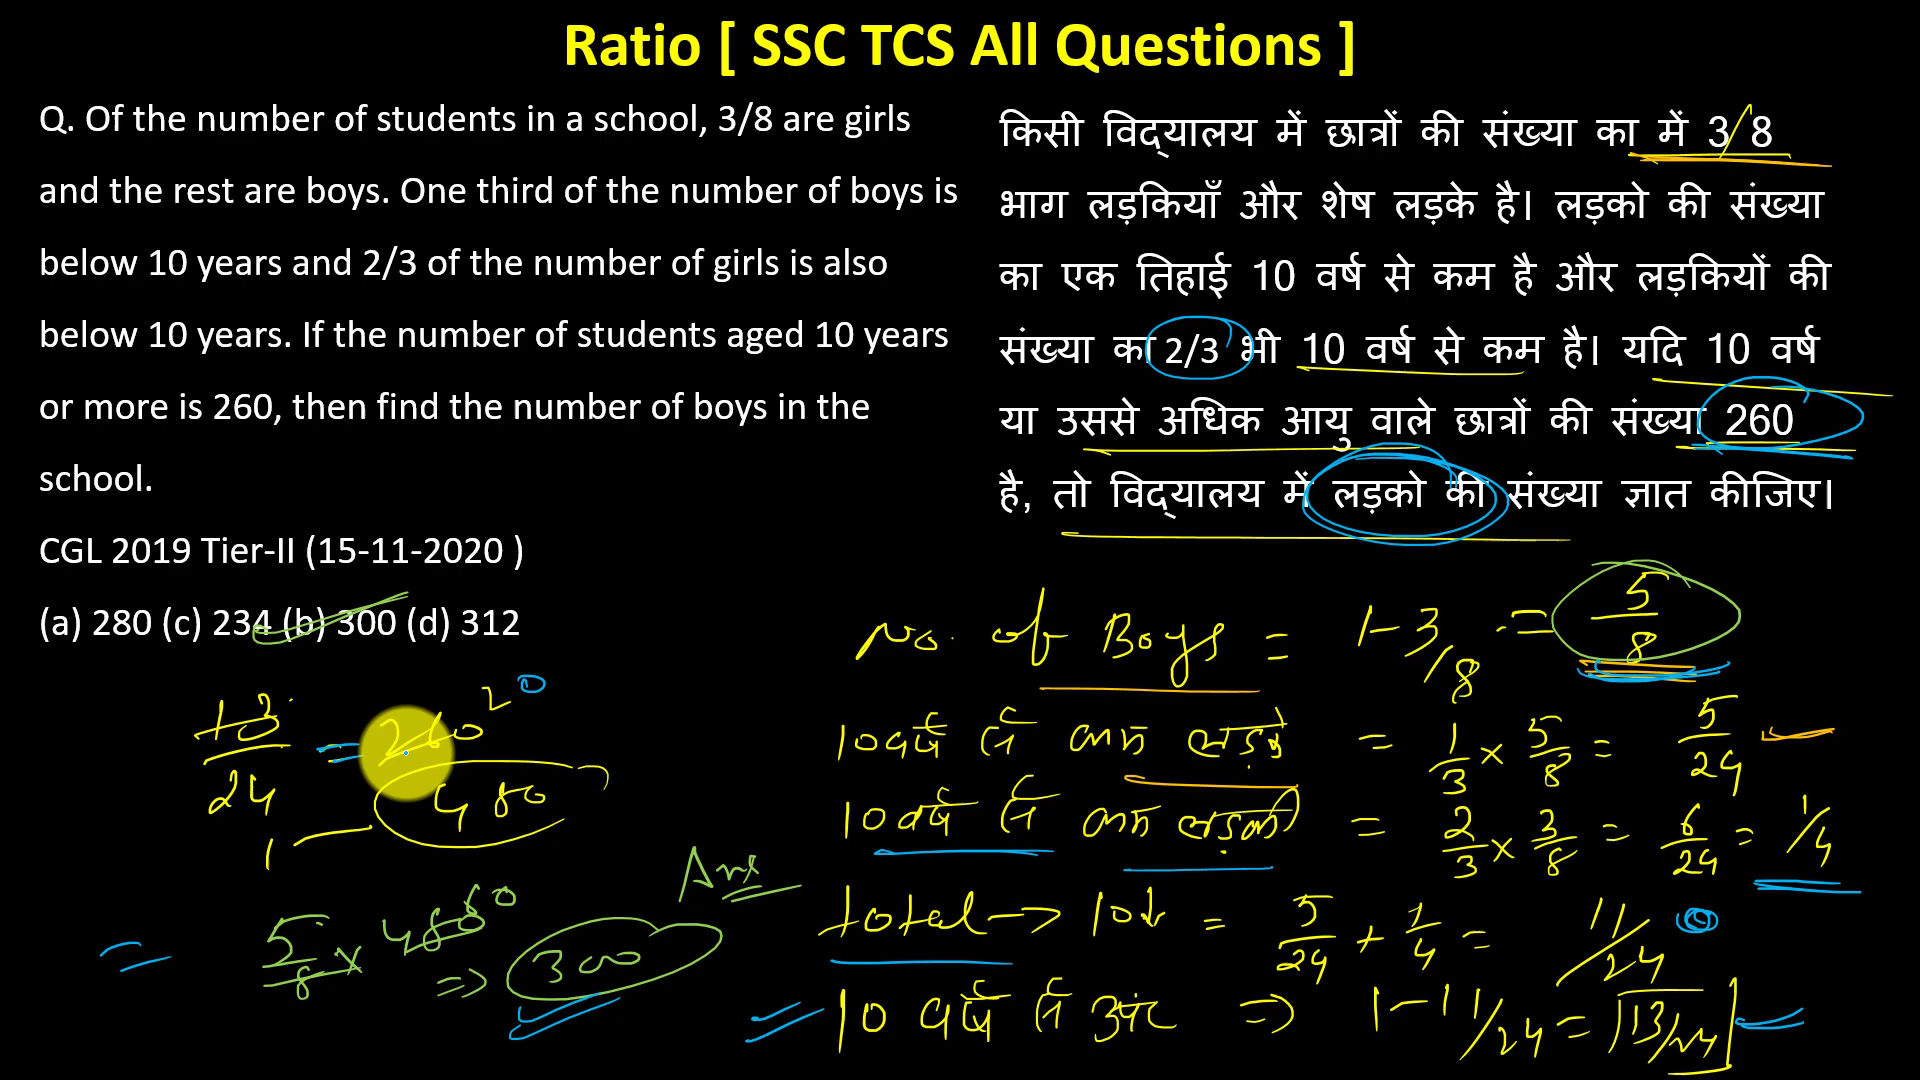 Ratio [ SSC TCS All Questions ]
Q. Of the number of students in a school, 3/8 are girls
and the rest are boys. One third of the number of boys is
below 10 years and 2/3 of the number of girls is also
below 10 years. If the number of students aged 10 years
or more is 260, then find the number of boys in the
school.
CGL 2019 Tier-II (15-11-2020 )
(a) 280 (c) 234 (b) 300 (d) 312
किसी विद्यालय में छात्रों की संख्या का में 3/8
भाग लड़कियाँ और शेष लड़के है। लड़को की संख्या
का एक तिहाई 10 वर्ष से कम है और लड़कियों की
संख्या का 2/3 भी 10 वर्ष से कम है। यदि 10 वर्ष
या उससे अधिक आयु वाले छात्रों की संख्या 260
है, तो विद्यालय में लड़को की संख्या ज्ञात कीजिए।
No. of Boys = 1-3/8 = 5/8
10 वर्ष से कम लड़के = 1/3 × 5/8 = 5/24
10 वर्ष से कम लड़की = 2/3 × 3/8 = 6/24 = 1/4
total → 10 = 5/24 + 1/4 = 11/24
10 वर्ष से ऊपर ⇒ 1-11/24 = 13/24
13/24 = 260 20
1 — 480
= 5/8 × 480 60 ⇒ 300 Ans